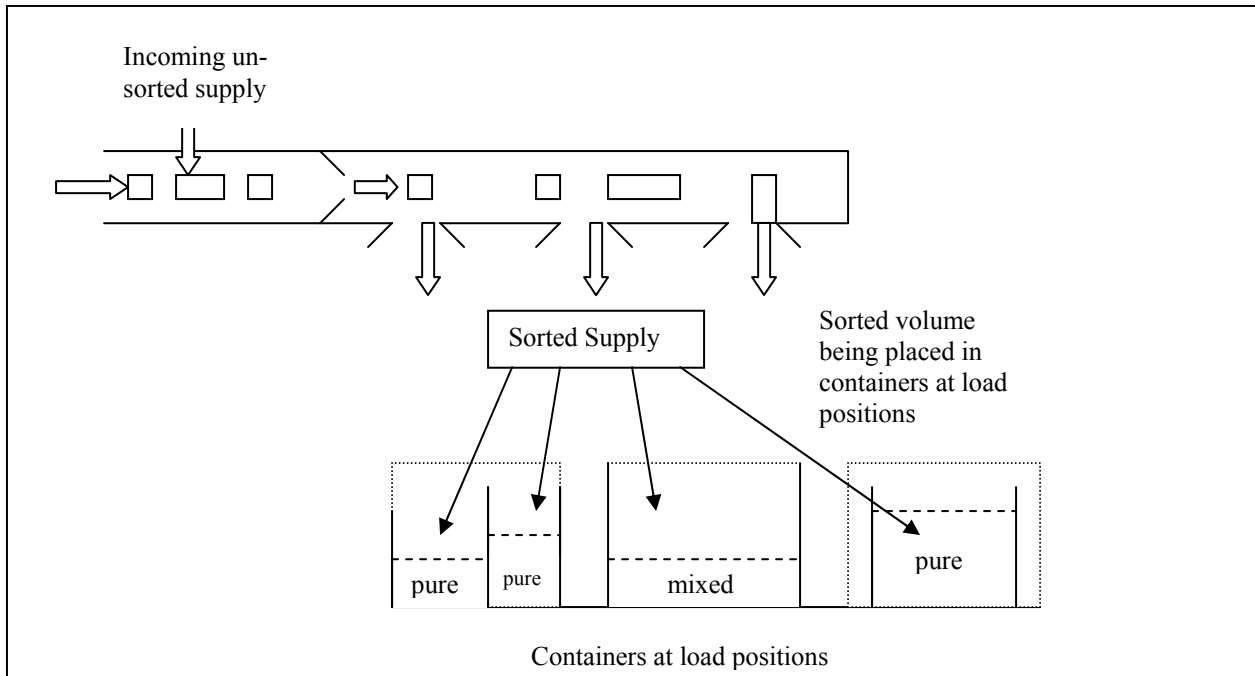 Incoming un-
sorted supply
Sorted Supply
Sorted volume
being placed in
containers at load
positions
pure
pure
mixed
pure
Containers at load positions